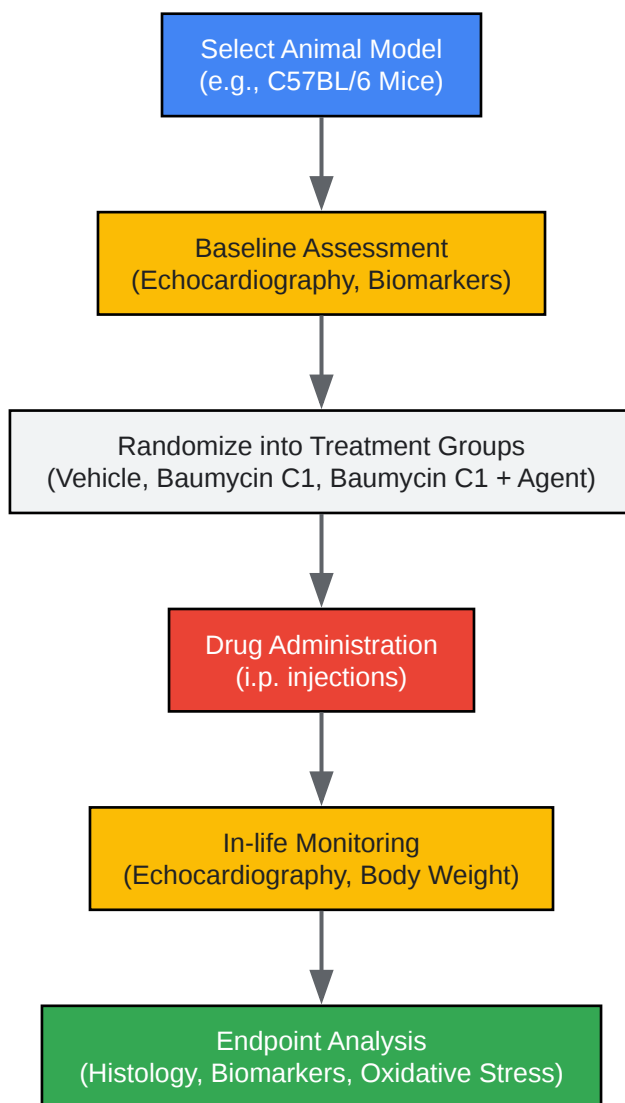 Select Animal Model
(e.g., C57BL/6 Mice)
Baseline Assessment
(Echocardiography, Biomarkers)
Randomize into Treatment Groups
(Vehicle, Baumycin C1, Baumycin C1 + Agent)
Drug Administration
(i.p. injections)
In-life Monitoring
(Echocardiography, Body Weight)
Endpoint Analysis
(Histology, Biomarkers, Oxidative Stress)